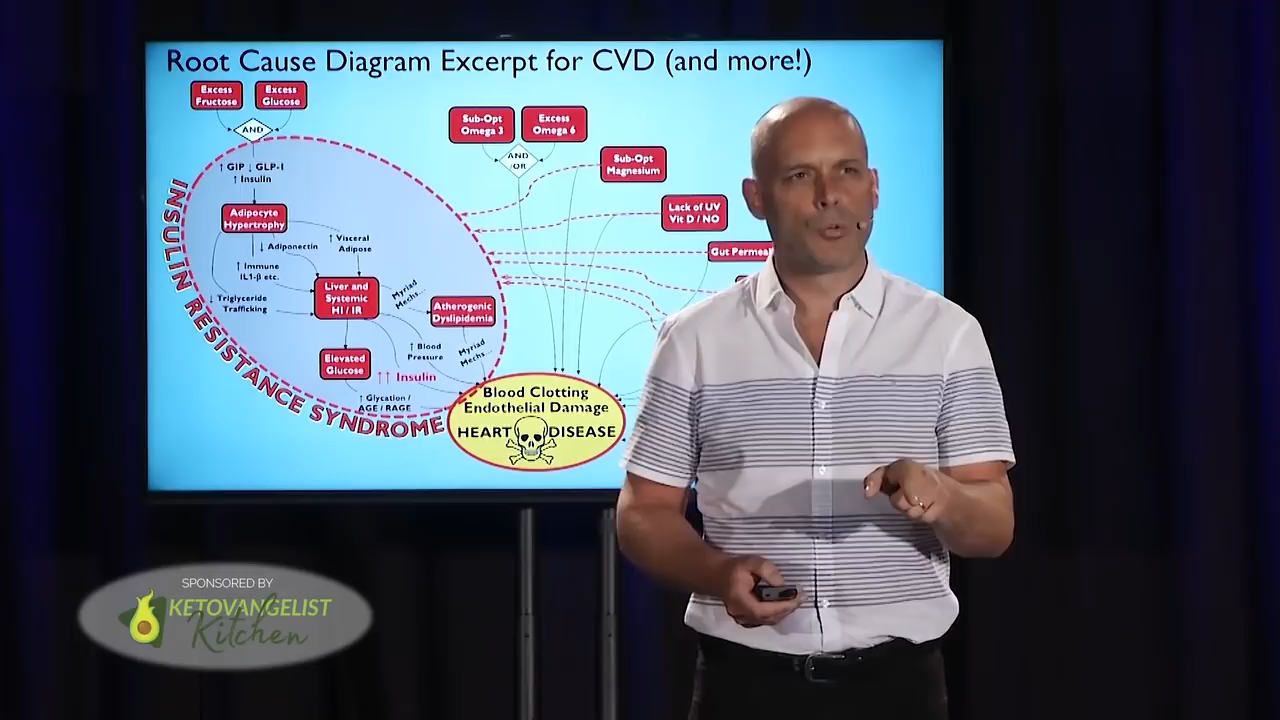 Root Cause Diagram Excerpt for CVD (and more!)
Excess
Fructose
Excess
Glucose
AND
↑ GIP ↓ GLP-1
↑ Insulin
Adipocyte
Hypertrophy
↓ Adiponectin
↑ Visceral
Adipose
↑ Immune
IL1-β etc.
↓ Triglyceride
Trafficking
Liver and
Systemic
HI / IR
Myriad
Mechs...
Atherogenic
Dyslipidemia
Elevated
Glucose
↑ Blood
Pressure
Myriad
Mechs...
↑↑ Insulin
↑ Glycation /
AGE / RAGE
INSULIN RESISTANCE SYNDROME
Sub-Opt
Omega 3
Excess
Omega 6
AND
/OR
Sub-Opt
Magnesium
Lack of UV
Vit D / NO
Gut
Blood Clotting
Endothelial Damage
HEART DISEASE
SPONSORED BY
KETOVANGELIST
Kitchen